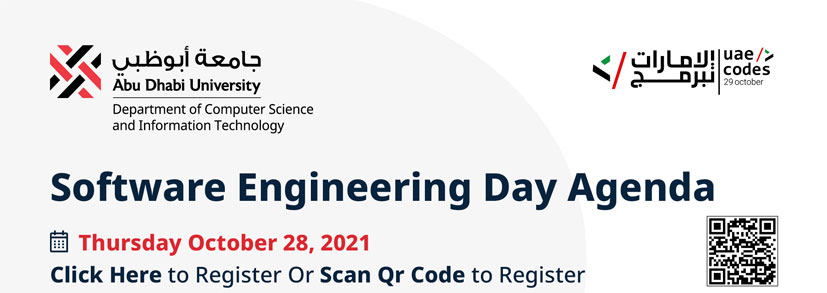 جامعة أبوظبي
Abu Dhabi University
Department of Computer Science
and Information Technology
الإمارات
تبرمج
uae
codes
29 october
Software Engineering Day Agenda
Thursday October 28, 2021
Click Here to Register Or Scan Qr Code to Register